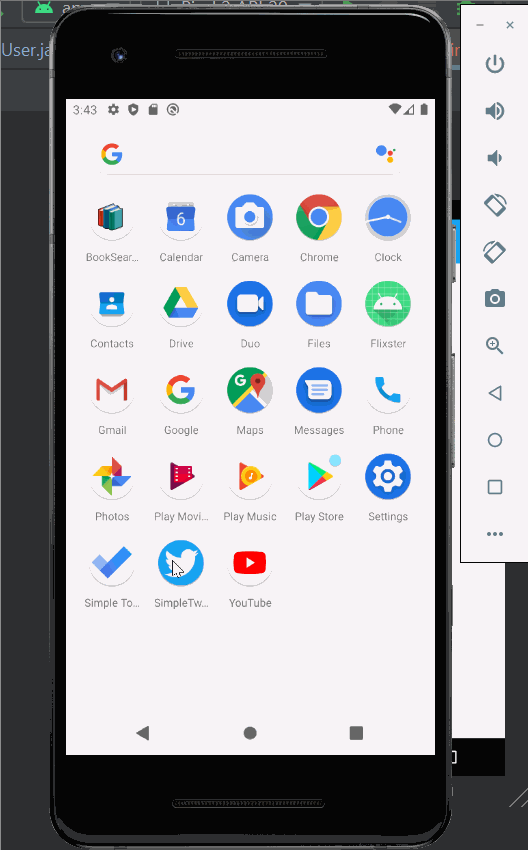 User.ja
3:43
BookSear... Calendar Camera Chrome Clock
6
Contacts Drive Duo Files Flixster
Gmail Google Maps Messages Phone
Photos Play Movi... Play Music Play Store Settings
Simple To... SimpleTw... YouTube